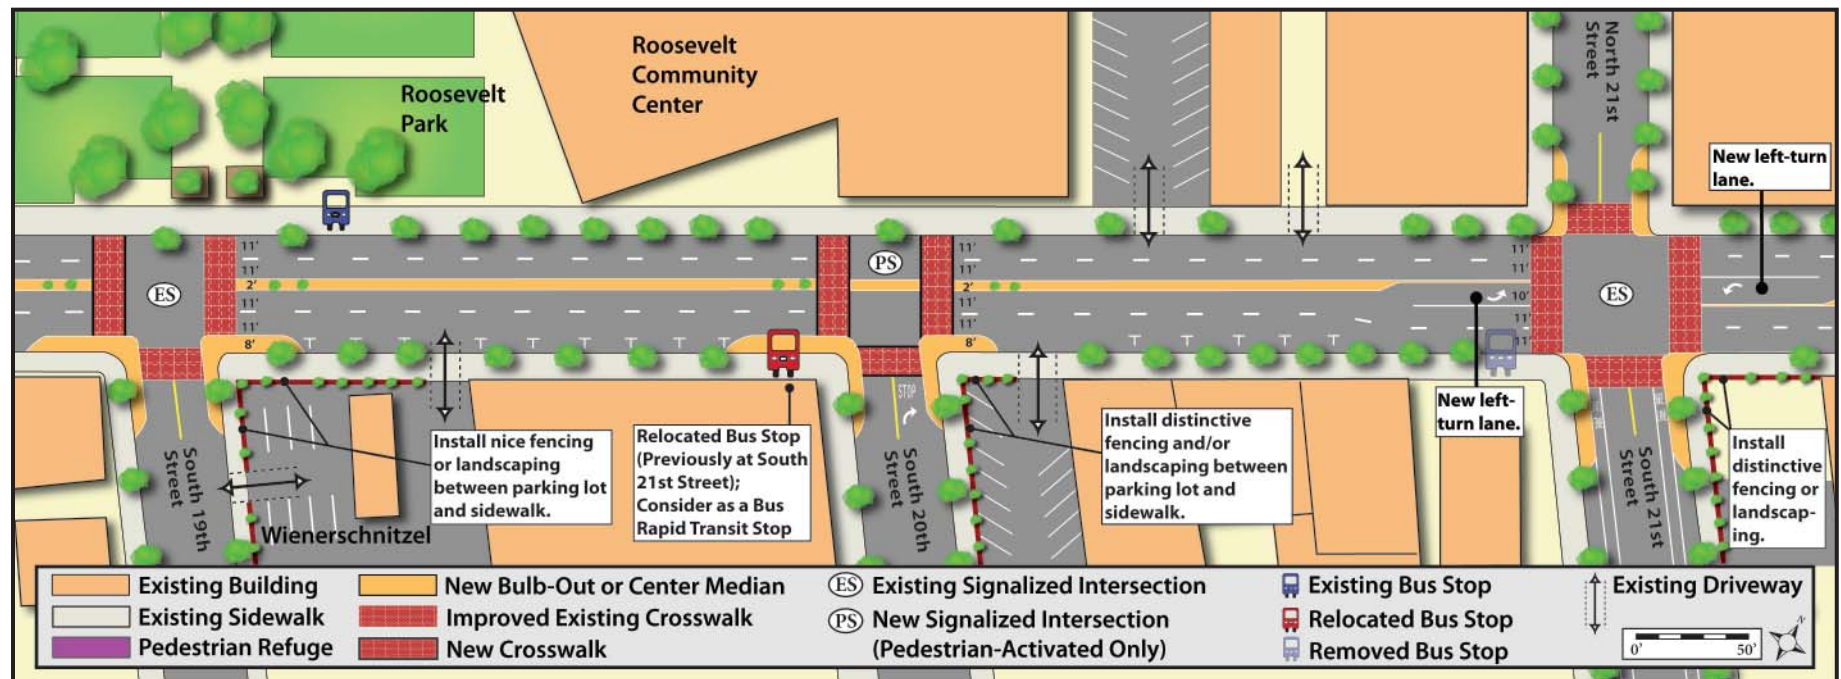 Roosevelt
Park
Roosevelt
Community
Center
North 21st
Street
New left-turn
lane.
11'
11'
2'
11'
11'
8'
ES
PS
11'
11'
2'
11'
11'
8'
11'
11'
10'
11'
11'
ES
South 19th
Street
Install nice fencing
or landscaping
between parking lot
and sidewalk.
Wienerschnitzel
Relocated Bus Stop
(Previously at South
21st Street);
Consider as a Bus
Rapid Transit Stop
STOP
South 20th
Street
Install distinctive
fencing and/or
landscaping between
parking lot and
sidewalk.
New left-
turn lane.
South 21st
Street
Install
distinctive
fencing or
landscap-
ing.
Existing Building
Existing Sidewalk
Pedestrian Refuge
New Bulb-Out or Center Median
Improved Existing Crosswalk
New Crosswalk
ES Existing Signalized Intersection
PS New Signalized Intersection
(Pedestrian-Activated Only)
Existing Bus Stop
Relocated Bus Stop
Removed Bus Stop
Existing Driveway
0' 50'
N